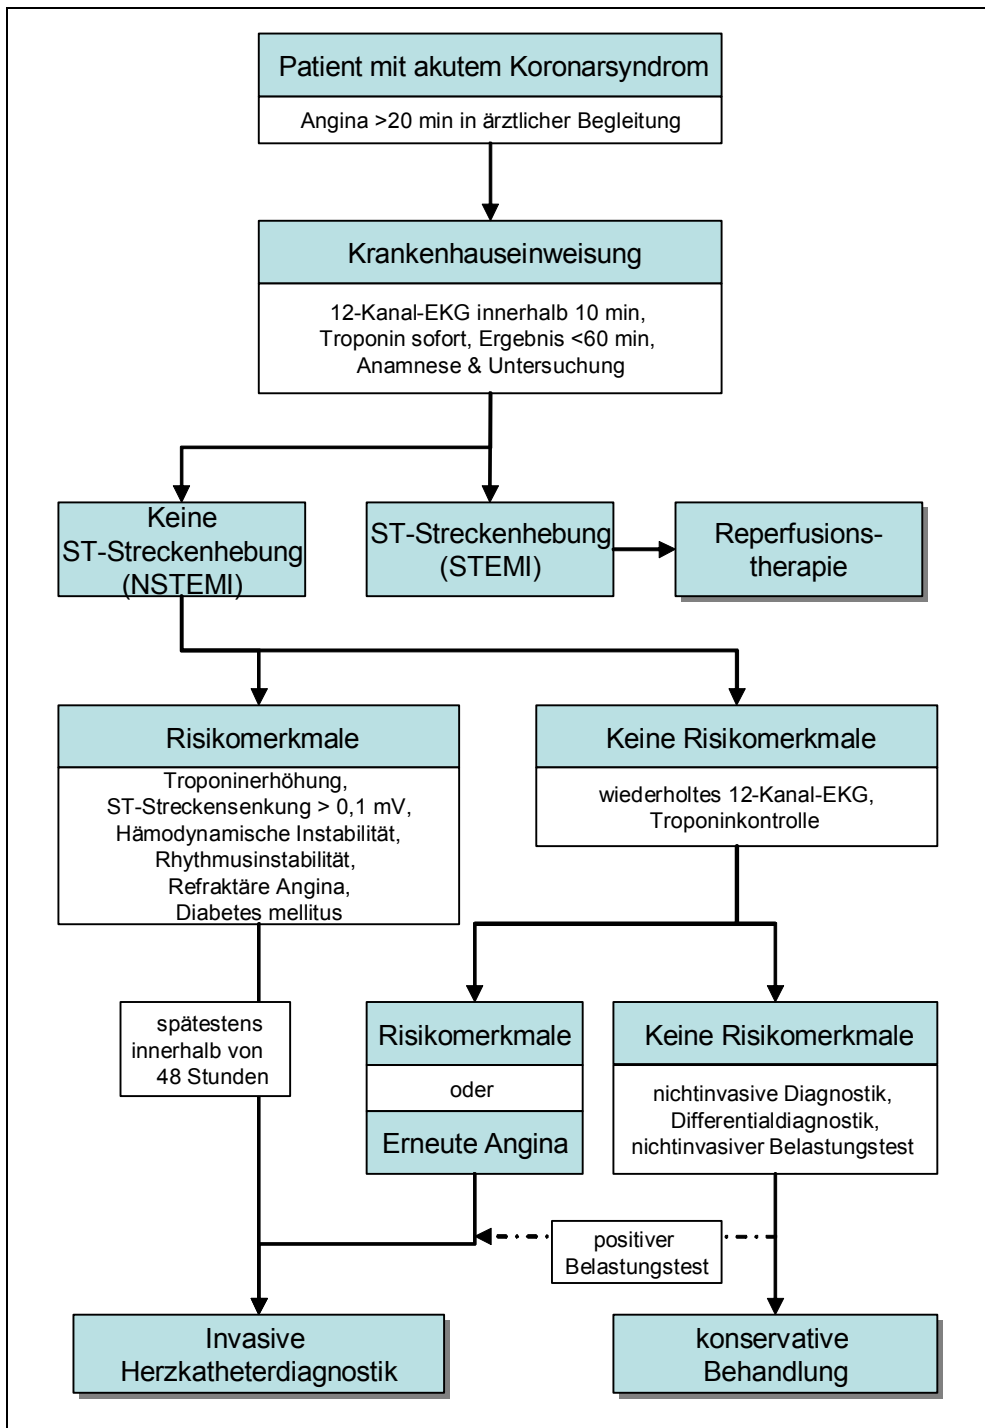 Patient mit akutem Koronarsyndrom
Angina >20 min in ärztlicher Begleitung
Krankenhauseinweisung
12-Kanal-EKG innerhalb 10 min,
Troponin sofort, Ergebnis <60 min,
Anamnese & Untersuchung
Keine
ST-Streckenhebung
(NSTEMI)
ST-Streckenhebung
(STEMI)
Reperfusions-
therapie
Risikomerkmale
Troponinerhöhung,
ST-Streckensenkung > 0,1 mV,
Hämodynamische Instabilität,
Rhythmusinstabilität,
Refraktäre Angina,
Diabetes mellitus
Keine Risikomerkmale
wiederholtes 12-Kanal-EKG,
Troponinkontrolle
spätestens
innerhalb von
48 Stunden
Risikomerkmale
oder
Erneute Angina
Keine Risikomerkmale
nichtinvasive Diagnostik,
Differentialdiagnostik,
nichtinvasiver Belastungstest
positiver
Belastungstest
Invasive
Herzkatheterdiagnostik
konservative
Behandlung